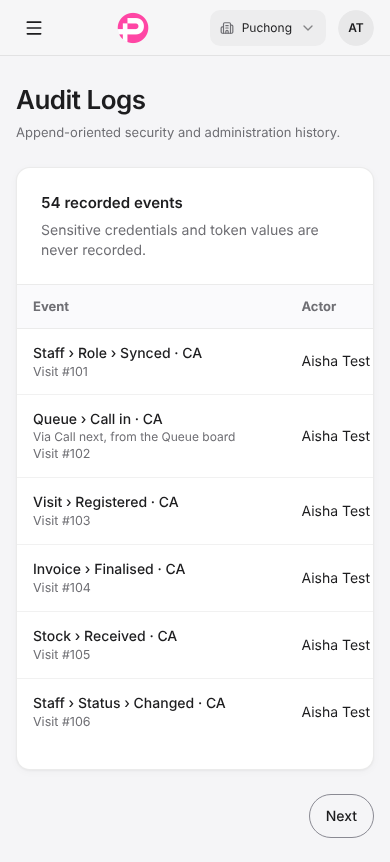 Puchong
AT
Audit Logs
Append-oriented security and administration history.
54 recorded events
Sensitive credentials and token values are
never recorded.
Event Actor
Staff › Role › Synced · CA
Visit #101
Aisha Test
Queue › Call in · CA
Via Call next, from the Queue board
Visit #102
Aisha Test
Visit › Registered · CA
Visit #103
Aisha Test
Invoice › Finalised · CA
Visit #104
Aisha Test
Stock › Received · CA
Visit #105
Aisha Test
Staff › Status › Changed · CA
Visit #106
Aisha Test
Next